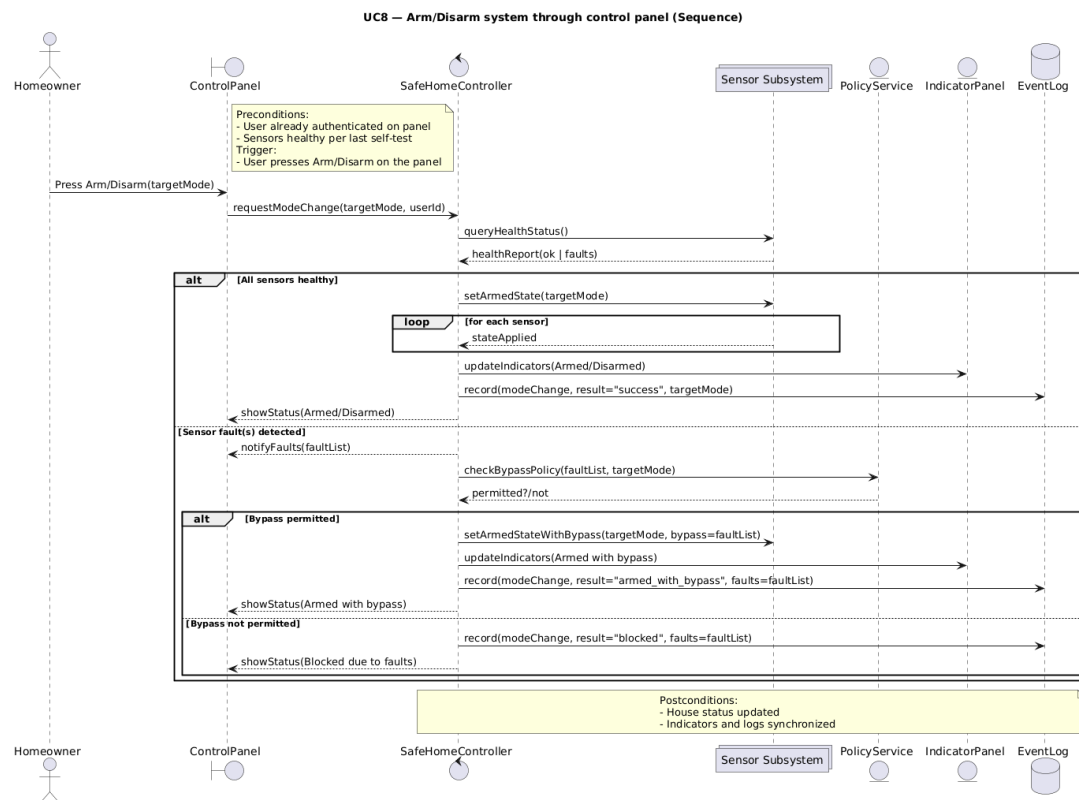 UC8 — Arm/Disarm system through control panel (Sequence)
Homeowner
ControlPanel
SafeHomeController
Sensor Subsystem
PolicyService
IndicatorPanel
EventLog
Preconditions:
- User already authenticated on panel
- Sensors healthy per last self-test
Trigger:
- User presses Arm/Disarm on the panel
Press Arm/Disarm(targetMode)
requestModeChange(targetMode, userId)
queryHealthStatus()
healthReport(ok | faults)
alt [All sensors healthy]
setArmedState(targetMode)
loop [for each sensor]
stateApplied
updateIndicators(Armed/Disarmed)
record(modeChange, result="success", targetMode)
showStatus(Armed/Disarmed)
[Sensor fault(s) detected]
notifyFaults(faultList)
checkBypassPolicy(faultList, targetMode)
permitted?/not
alt [Bypass permitted]
setArmedStateWithBypass(targetMode, bypass=faultList)
updateIndicators(Armed with bypass)
record(modeChange, result="armed_with_bypass", faults=faultList)
showStatus(Armed with bypass)
[Bypass not permitted]
record(modeChange, result="blocked", faults=faultList)
showStatus(Blocked due to faults)
Postconditions:
- House status updated
- Indicators and logs synchronized
Homeowner
ControlPanel
SafeHomeController
Sensor Subsystem
PolicyService
IndicatorPanel
EventLog